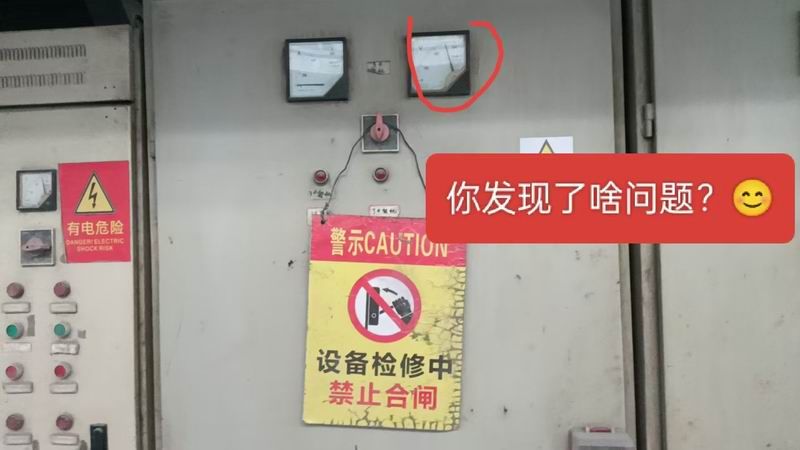 你发现了啥问题？😊
有电危险
DANGER! ELECTRIC
SHOCK RISK
警示CAUTION
设备检修中
禁止合闸